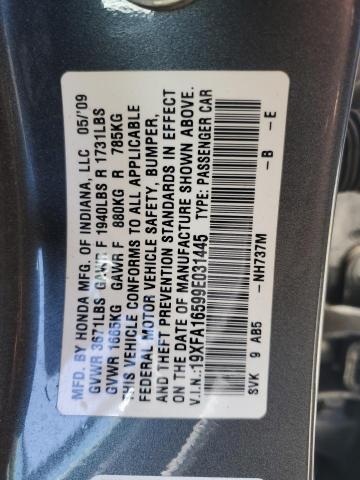 MFD. BY HONDA MFG. OF INDIANA, LLC 05/'09
GVWR 3671LBS GAWR F 1940LBS R 1731LBS
GVWR 1665KG GAWR F 880KG R 785KG
THIS VEHICLE CONFORMS TO ALL APPLICABLE
FEDERAL MOTOR VEHICLE SAFETY, BUMPER,
AND THEFT PREVENTION STANDARDS IN EFFECT
ON THE DATE OF MANUFACTURE SHOWN ABOVE.
V.I.N.:19XFA16599E031445 TYPE: PASSENGER CAR
SVK 9 AB5 -NH737M -B -E